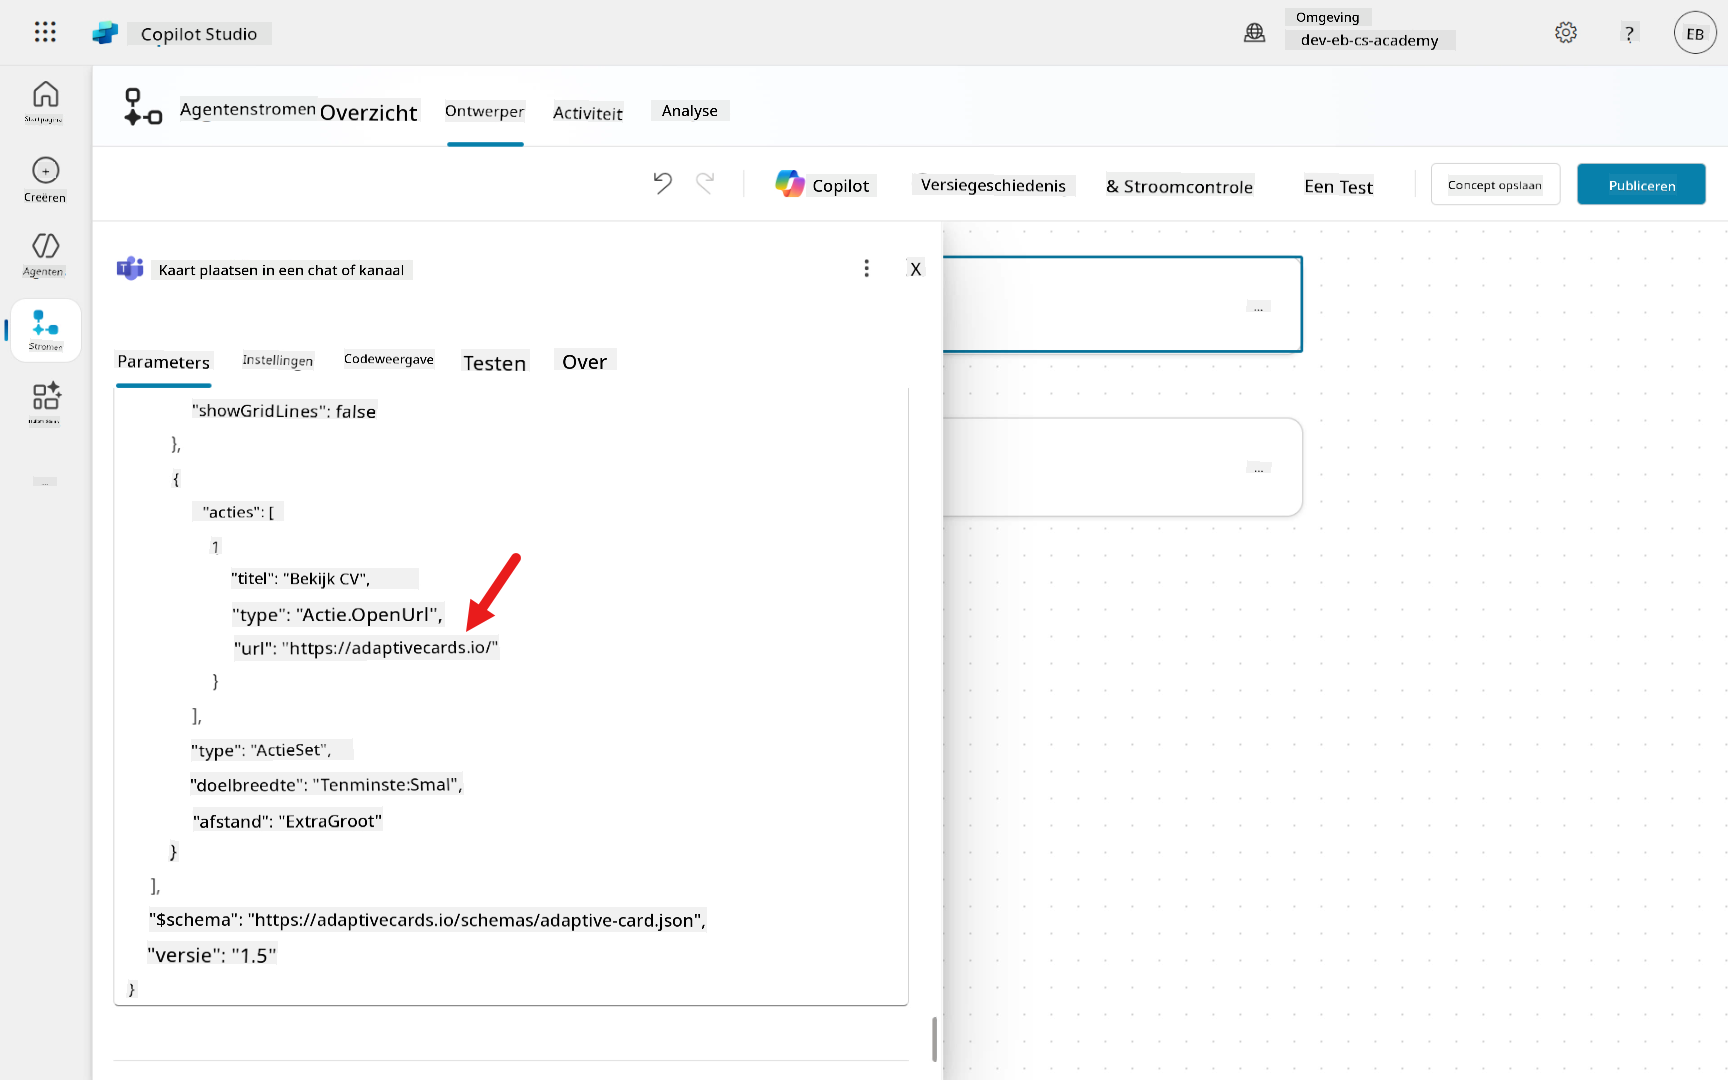 Copilot Studio
Omgeving
dev-eb-cs-academy
?
EB
Startpagina
Creëren
Agenten
Stromen
...
Agentenstromen Overzicht Ontwerper Activiteit Analyse
Copilot Versiegeschiedenis & Stroomcontrole Een Test Concept opslaan Publiceren
Kaart plaatsen in een chat of kanaal
X
Parameters Instellingen Codeweergave Testen Over
"showGridLines": false
},
{
"acties": [
1
"titel": "Bekijk CV",
"type": "Actie.OpenUrl",
"url": "https://adaptivecards.io/"
}
],
"type": "ActieSet",
"doelbreedte": "Tenminste:Smal",
"afstand": "ExtraGroot"
}
],
"$schema": "https://adaptivecards.io/schemas/adaptive-card.json",
"versie": "1.5"
}
...
...